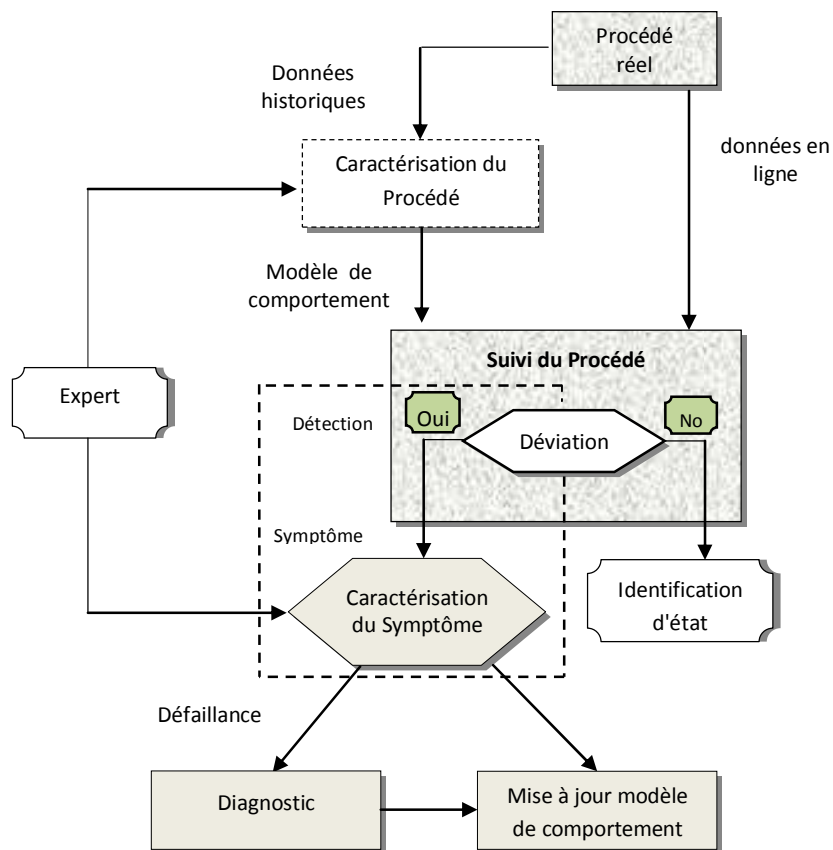 Procédé
réel
Données
historiques
données en
ligne
Caractérisation du
Procédé
Modèle de
comportement
Suivi du Procédé
Expert
Détection
Oui
Déviation
No
Symptôme
Caractérisation
du Symptôme
Identification
d'état
Défaillance
Diagnostic
Mise à jour modèle
de comportement